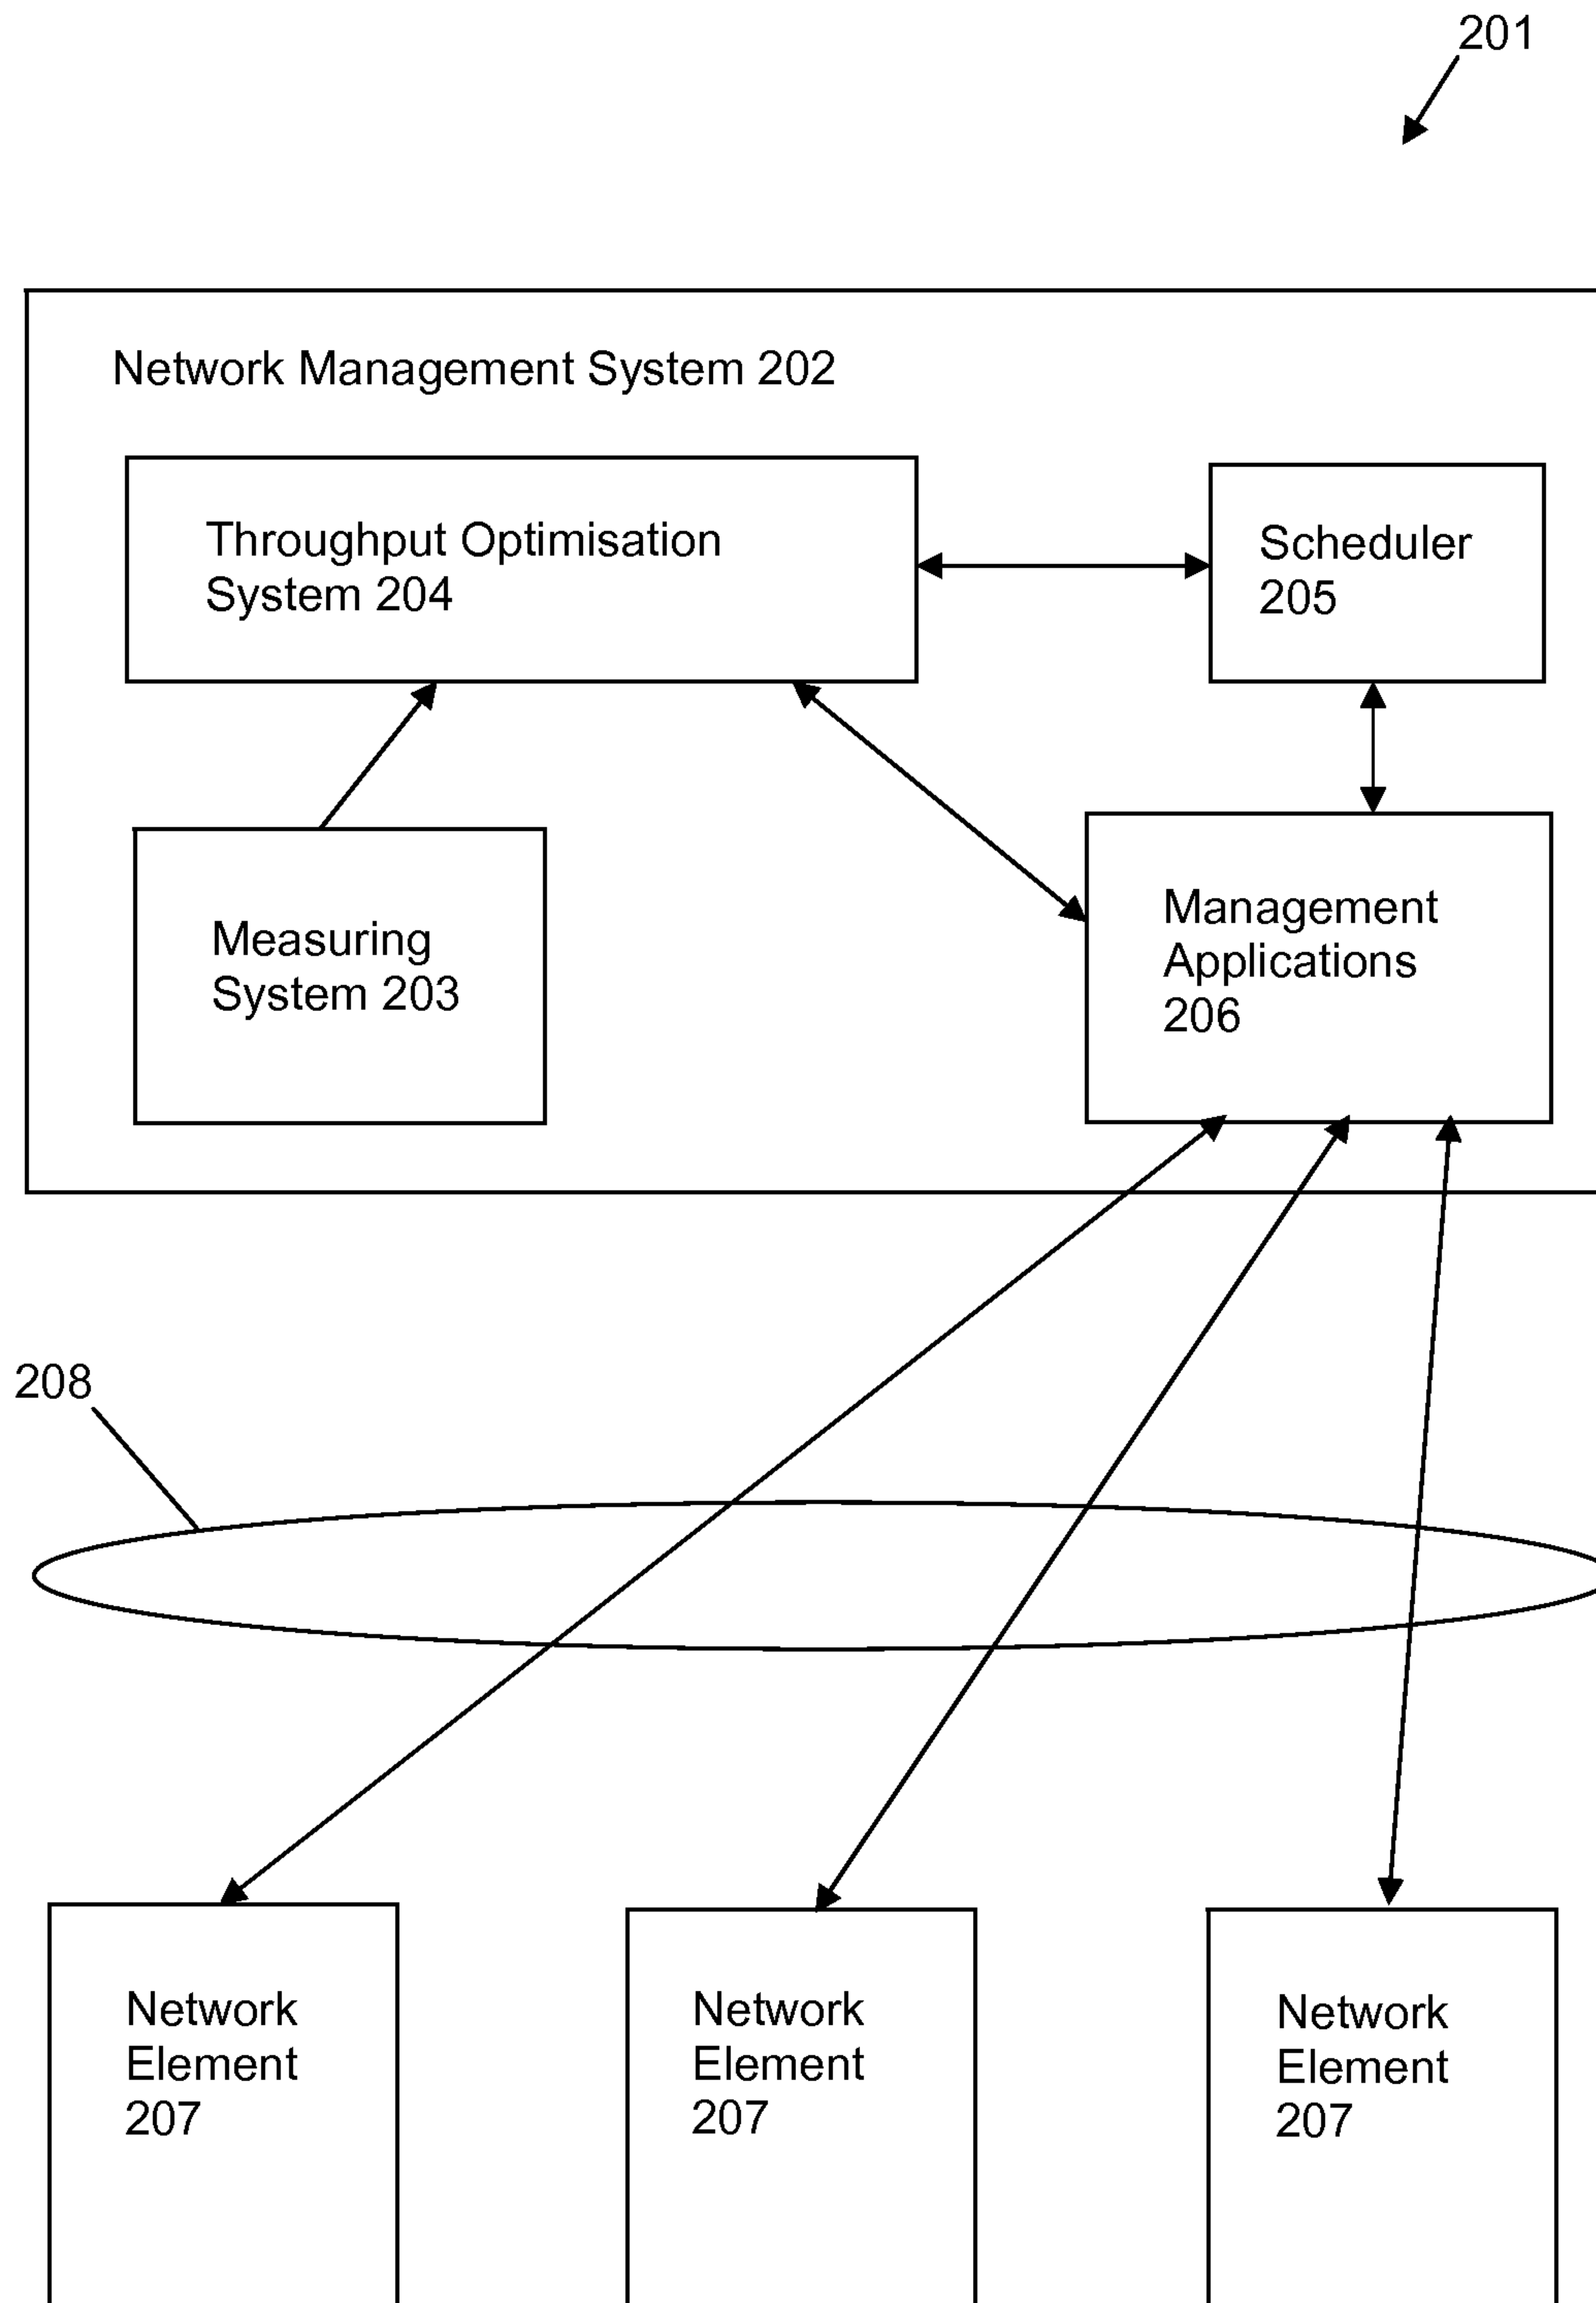 201
Network Management System 202
Throughput Optimisation
System 204
Scheduler
205
Measuring
System 203
Management
Applications
206
208
Network
Element
207
Network
Element
207
Network
Element
207